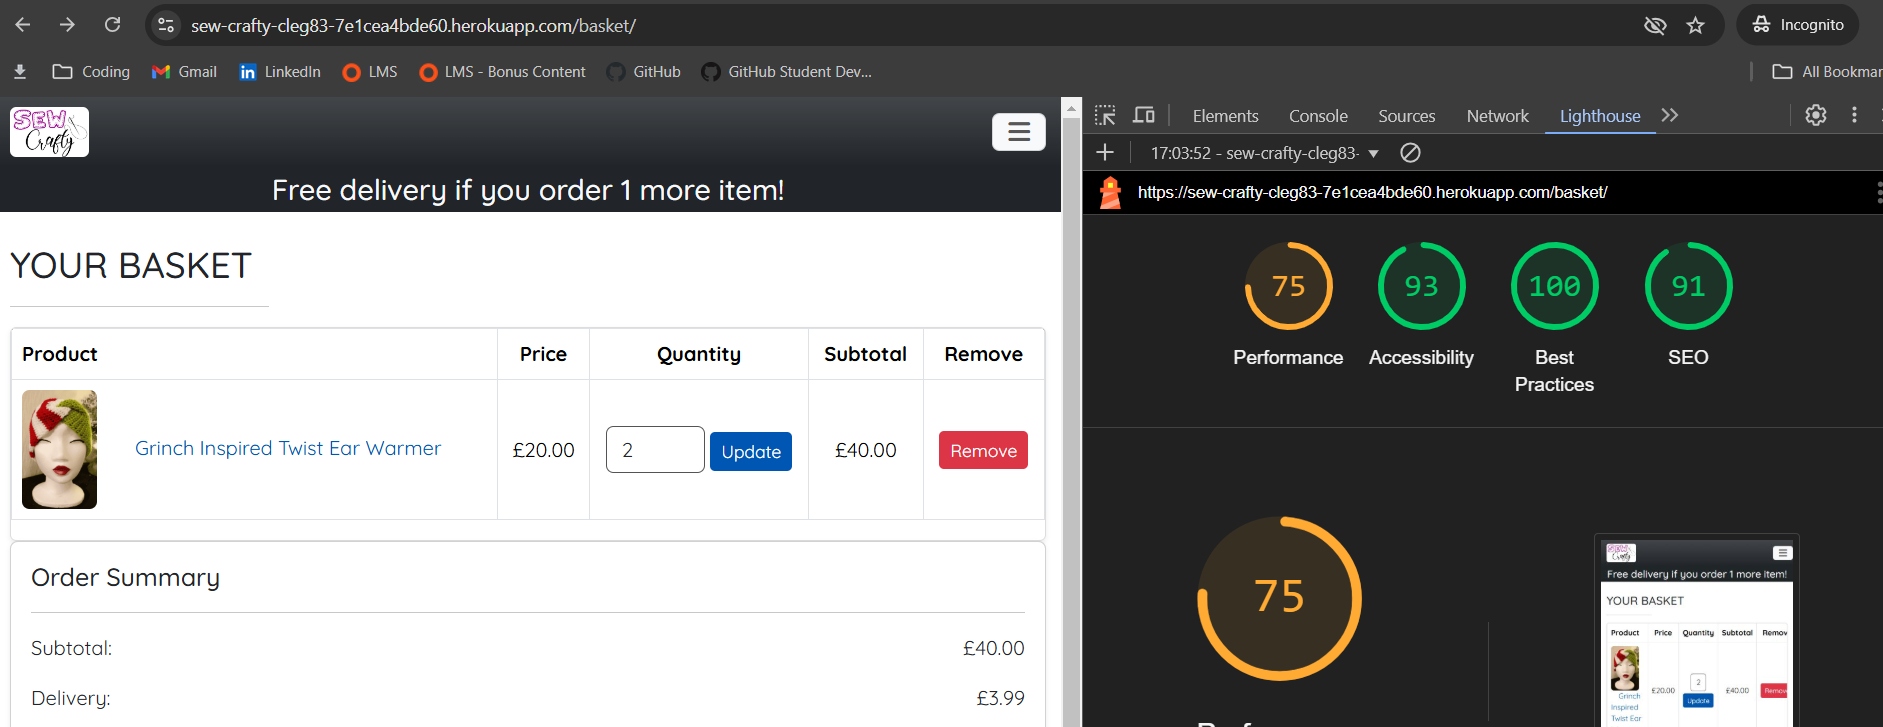 sew-crafty-cleg83-7e1cea4bde60.herokuapp.com/basket/
Incognito
Coding
Gmail
LinkedIn
LMS
LMS - Bonus Content
GitHub
GitHub Student Dev...
All Bookmar
SEW
Crafty
Free delivery if you order 1 more item!
YOUR BASKET
Product Price Quantity Subtotal Remove
Grinch Inspired Twist Ear Warmer £20.00 2 Update £40.00 Remove
Order Summary
Subtotal: £40.00
Delivery: £3.99
Elements Console Sources Network Lighthouse
17:03:52 - sew-crafty-cleg83-
https://sew-crafty-cleg83-7e1cea4bde60.herokuapp.com/basket/
75 93 100 91
Performance Accessibility Best Practices SEO
75
SEW
Crafty
Free delivery if you order 1 more item!
YOUR BASKET
Product Price Quantity Subtotal Remov
£20.00 2 Update £40.00 Remov
Grinch
Inspired
Twist Ear